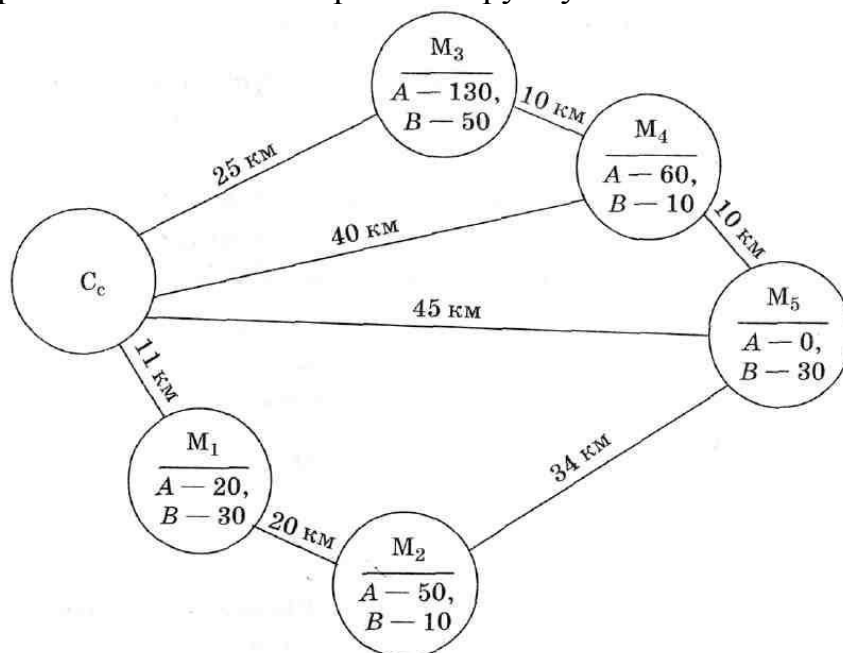 M₃
A — 130,
B — 50
10 км
M₄
A — 60,
B — 10
25 км
40 км
10 км
C꜀
45 км
M₅
A — 0,
B — 30
11 км
M₁
A — 20,
B — 30
34 км
20 км
M₂
A — 50,
B — 10